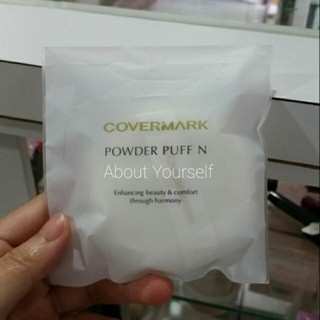 COVERMARK
POWDER PUFF N
About Yourself
Enhancing beauty & comfort
through harmony